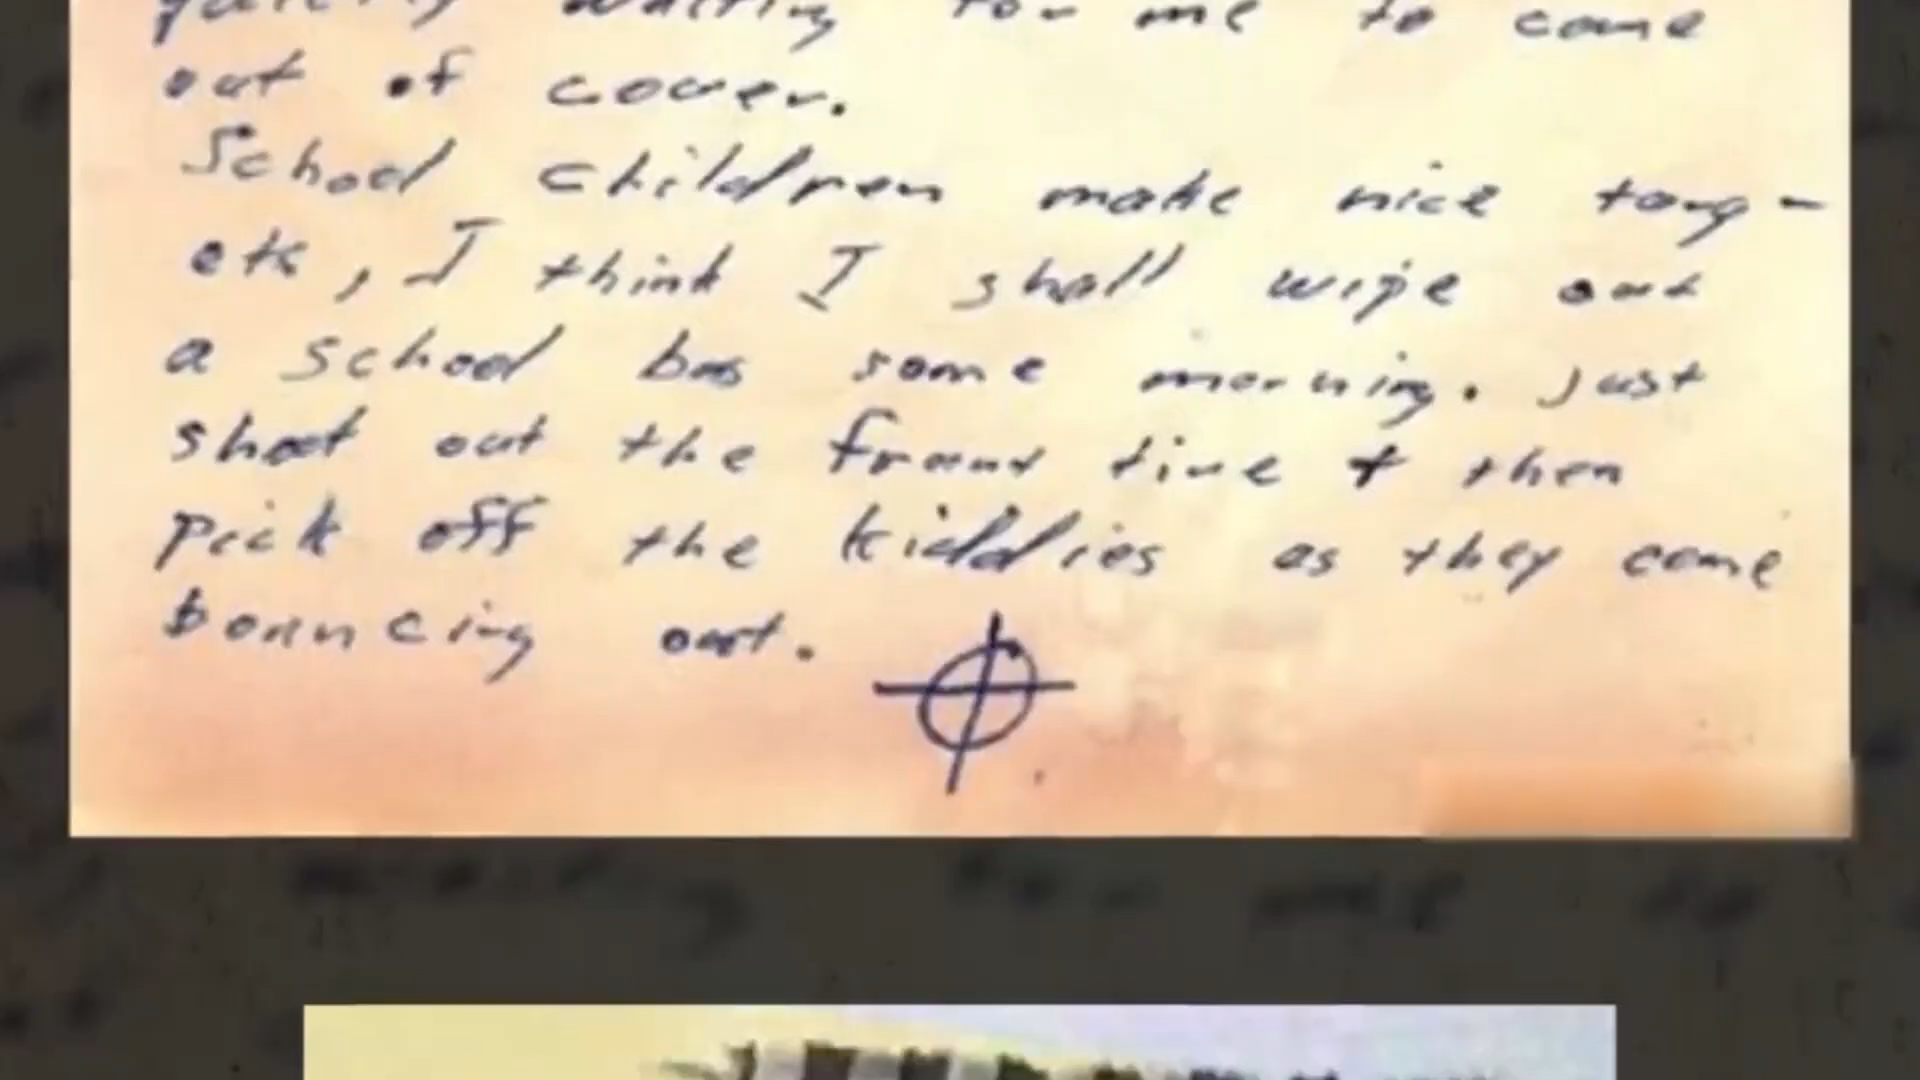 quietly waiting for me to come
out of cover.
School children make nice targ-
ets, I think I shall wipe out
a school bus some morning. Just
shoot out the front tire + then
pick off the kiddies as they come
bouncing out.